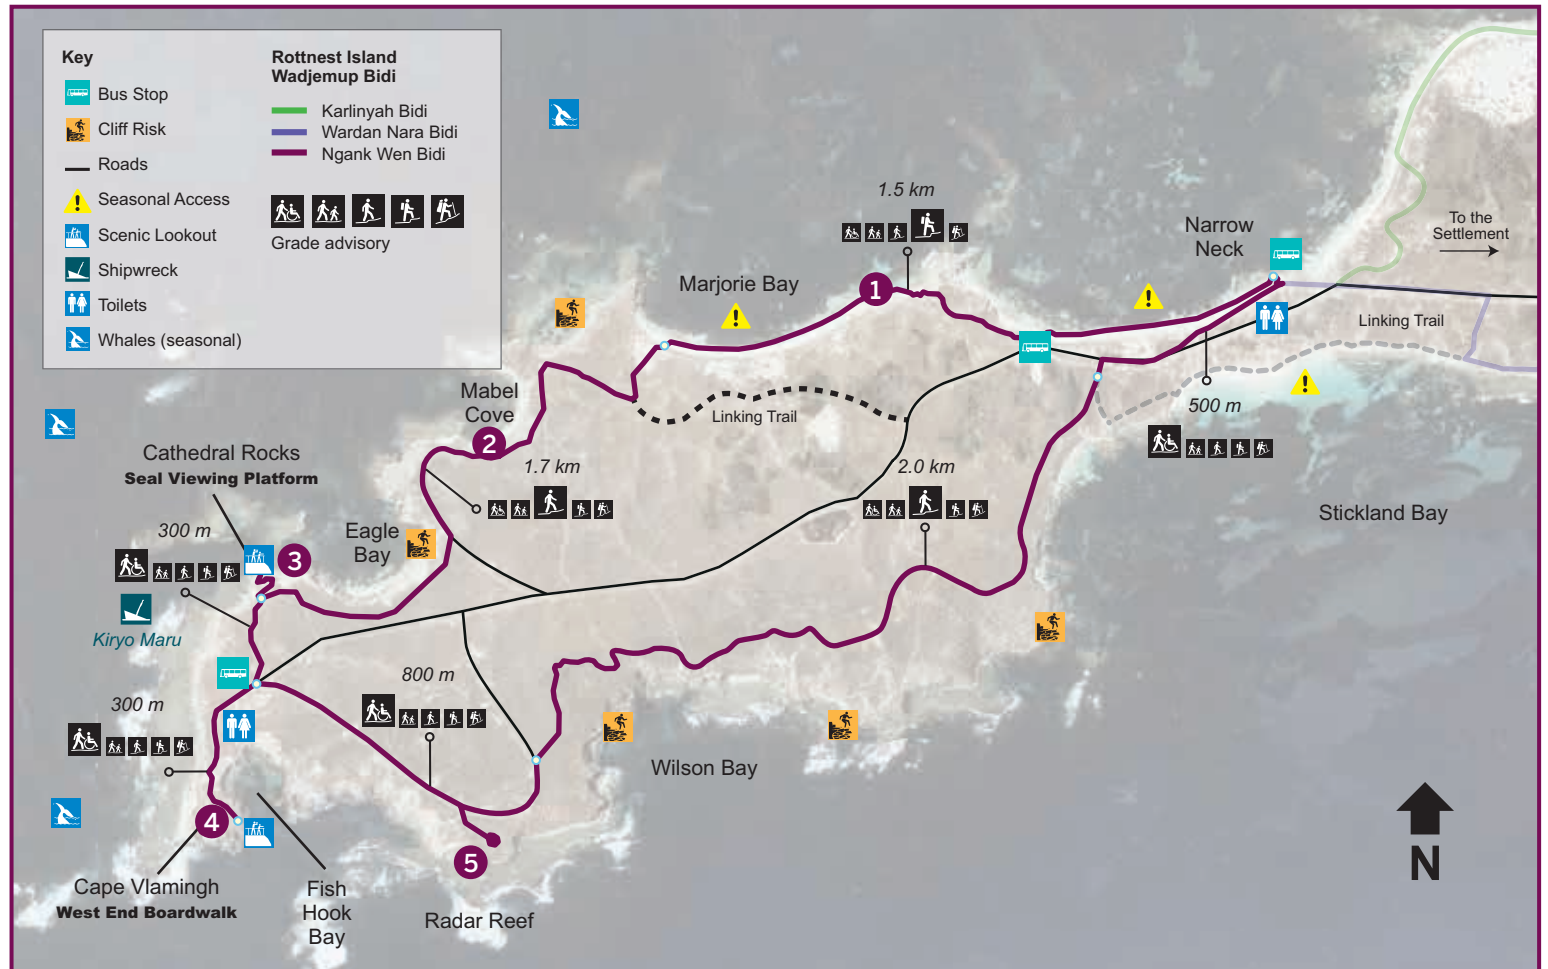 Key
Bus Stop
Cliff Risk
Roads
Seasonal Access
Scenic Lookout
Shipwreck
Toilets
Whales (seasonal)
Rottnest Island
Wadjemup Bidi
Karlinyah Bidi
Wardan Nara Bidi
Ngank Wen Bidi
Grade advisory
1.5 km
Narrow
Neck
To the
Settlement
Marjorie Bay
1
Linking Trail
Mabel
Cove
2
Linking Trail
500 m
Cathedral Rocks
Seal Viewing Platform
1.7 km
2.0 km
Stickland Bay
300 m
Eagle
Bay
3
Kiryo Maru
800 m
300 m
Wilson Bay
4
5
N
Cape Vlamingh
West End Boardwalk
Fish
Hook
Bay
Radar Reef